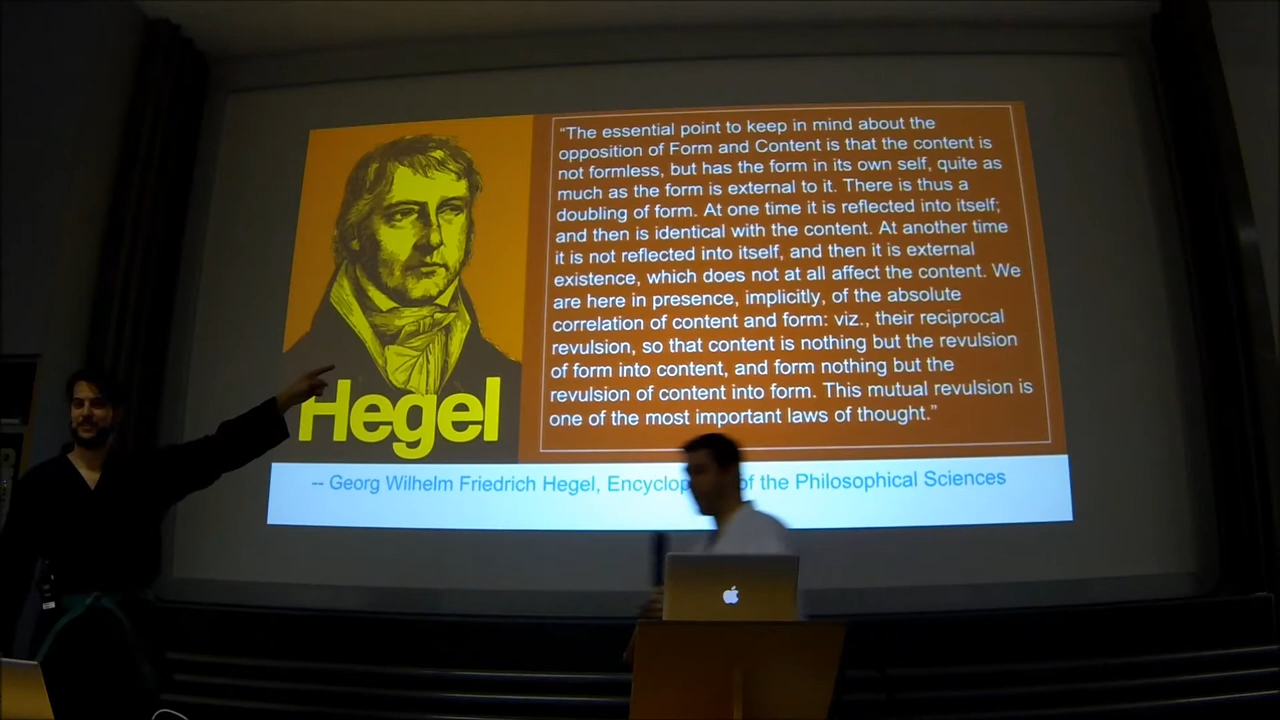 “The essential point to keep in mind about the
opposition of Form and Content is that the content is
not formless, but has the form in its own self, quite as
much as the form is external to it. There is thus a
doubling of form. At one time it is reflected into itself;
and then is identical with the content. At another time
it is not reflected into itself, and then it is external
existence, which does not at all affect the content. We
are here in presence, implicitly, of the absolute
correlation of content and form: viz., their reciprocal
revulsion, so that content is nothing but the revulsion
of form into content, and form nothing but the
revulsion of content into form. This mutual revulsion is
one of the most important laws of thought.”
Hegel
-- Georg Wilhelm Friedrich Hegel, of the Philosophical Sciences